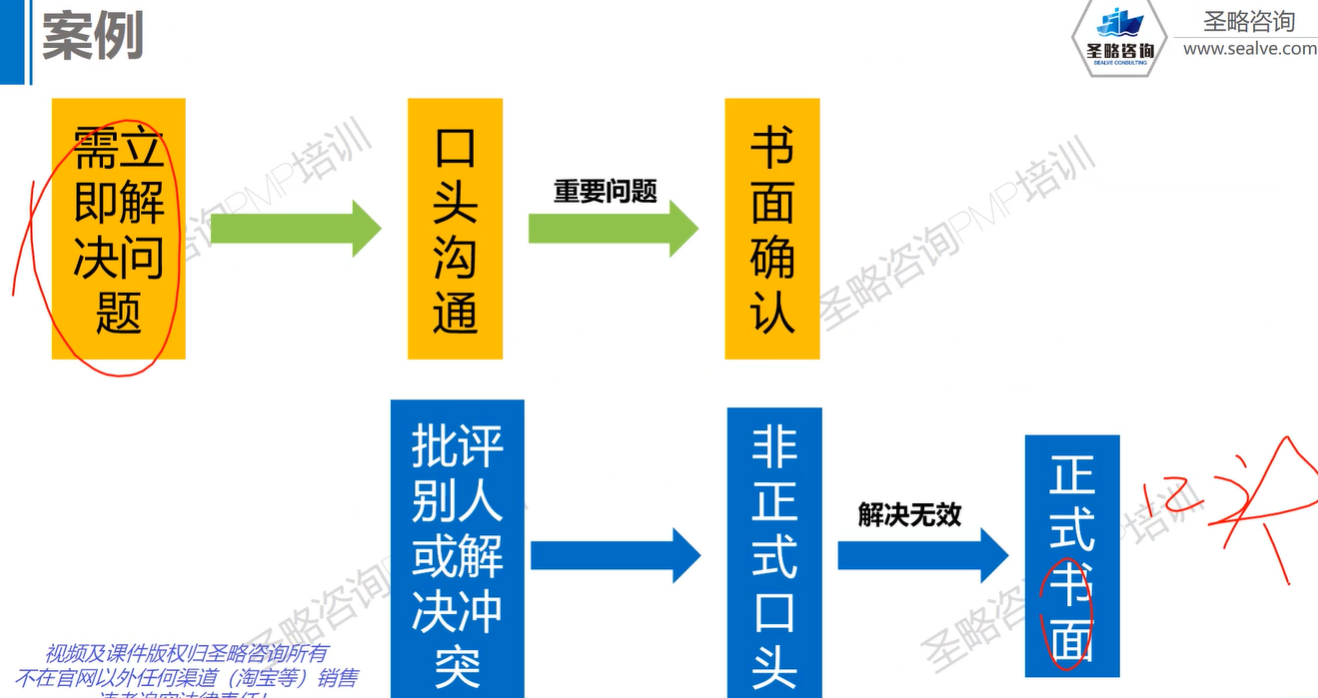 案例
圣略咨询
SEALVE CONSULTING
圣略咨询
www.sealve.com
需立
即解
决问
题
口
头
沟
通
重要问题
书
面
确
认
批评
别人
或解
决冲
突
非
正
式
口
头
解决无效
正
式
书
面
圣略咨询PMP培训
视频及课件版权归圣略咨询所有
不在官网以外任何渠道（淘宝等）销售